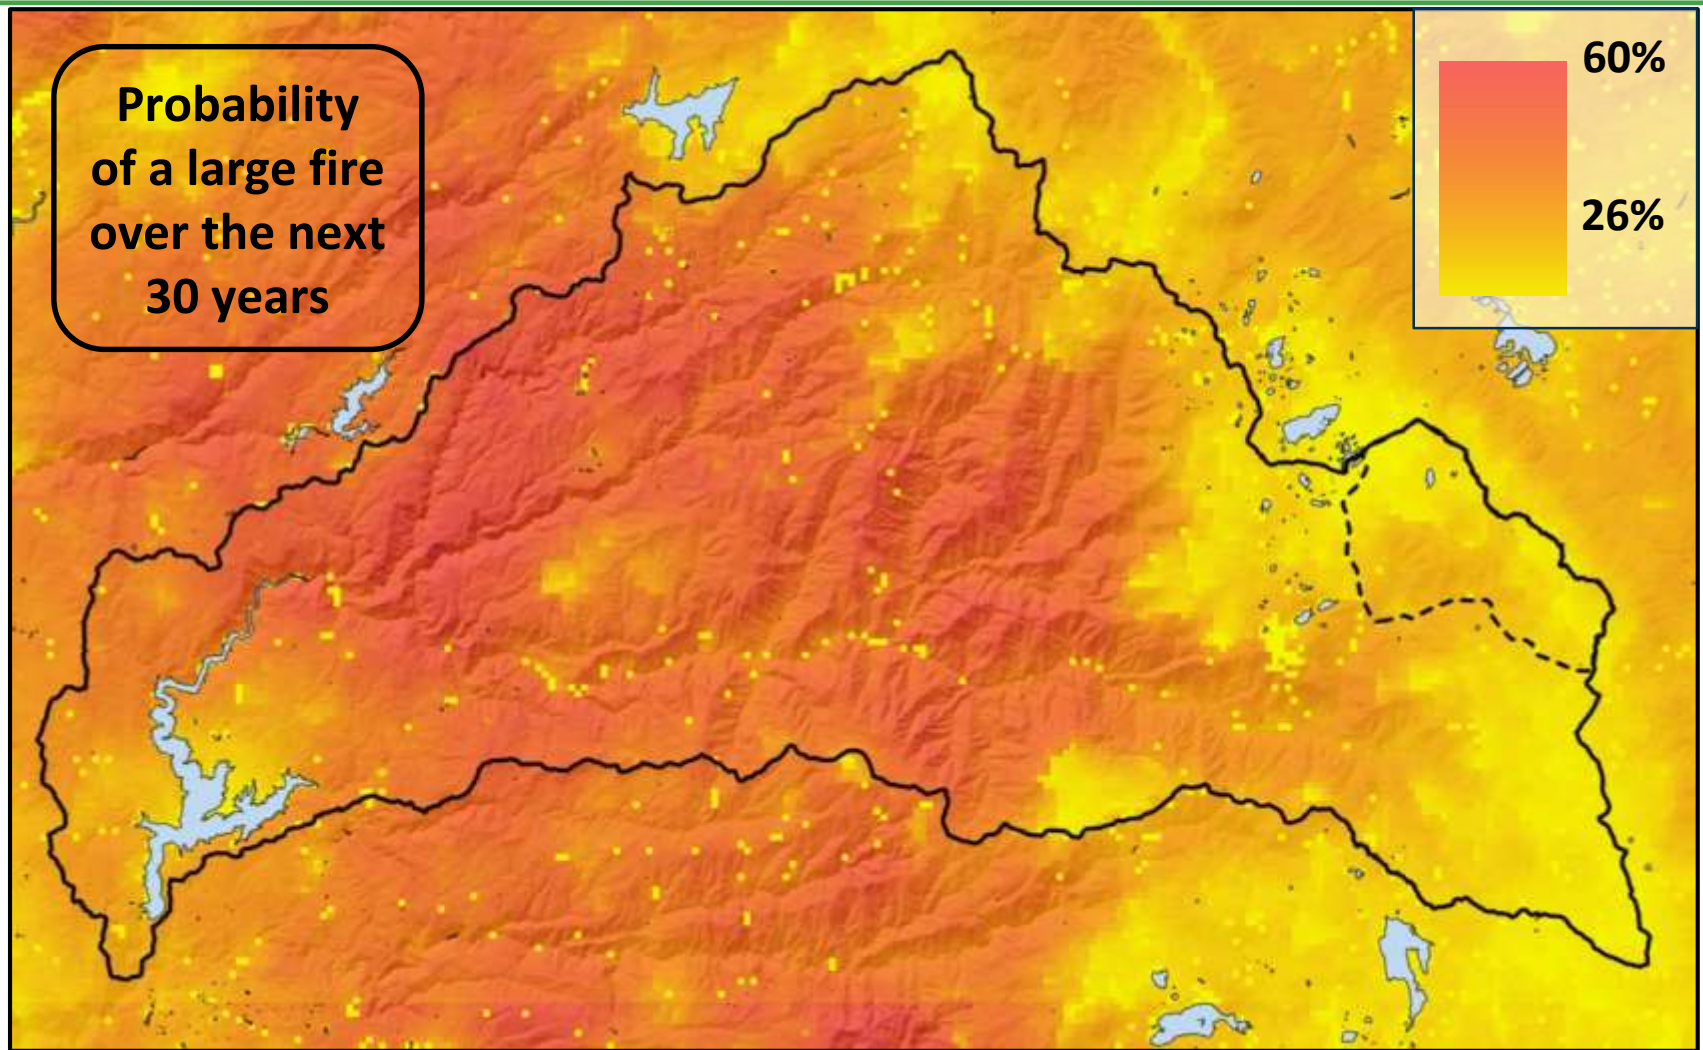 Probability
of a large fire
over the next
30 years
60%
26%